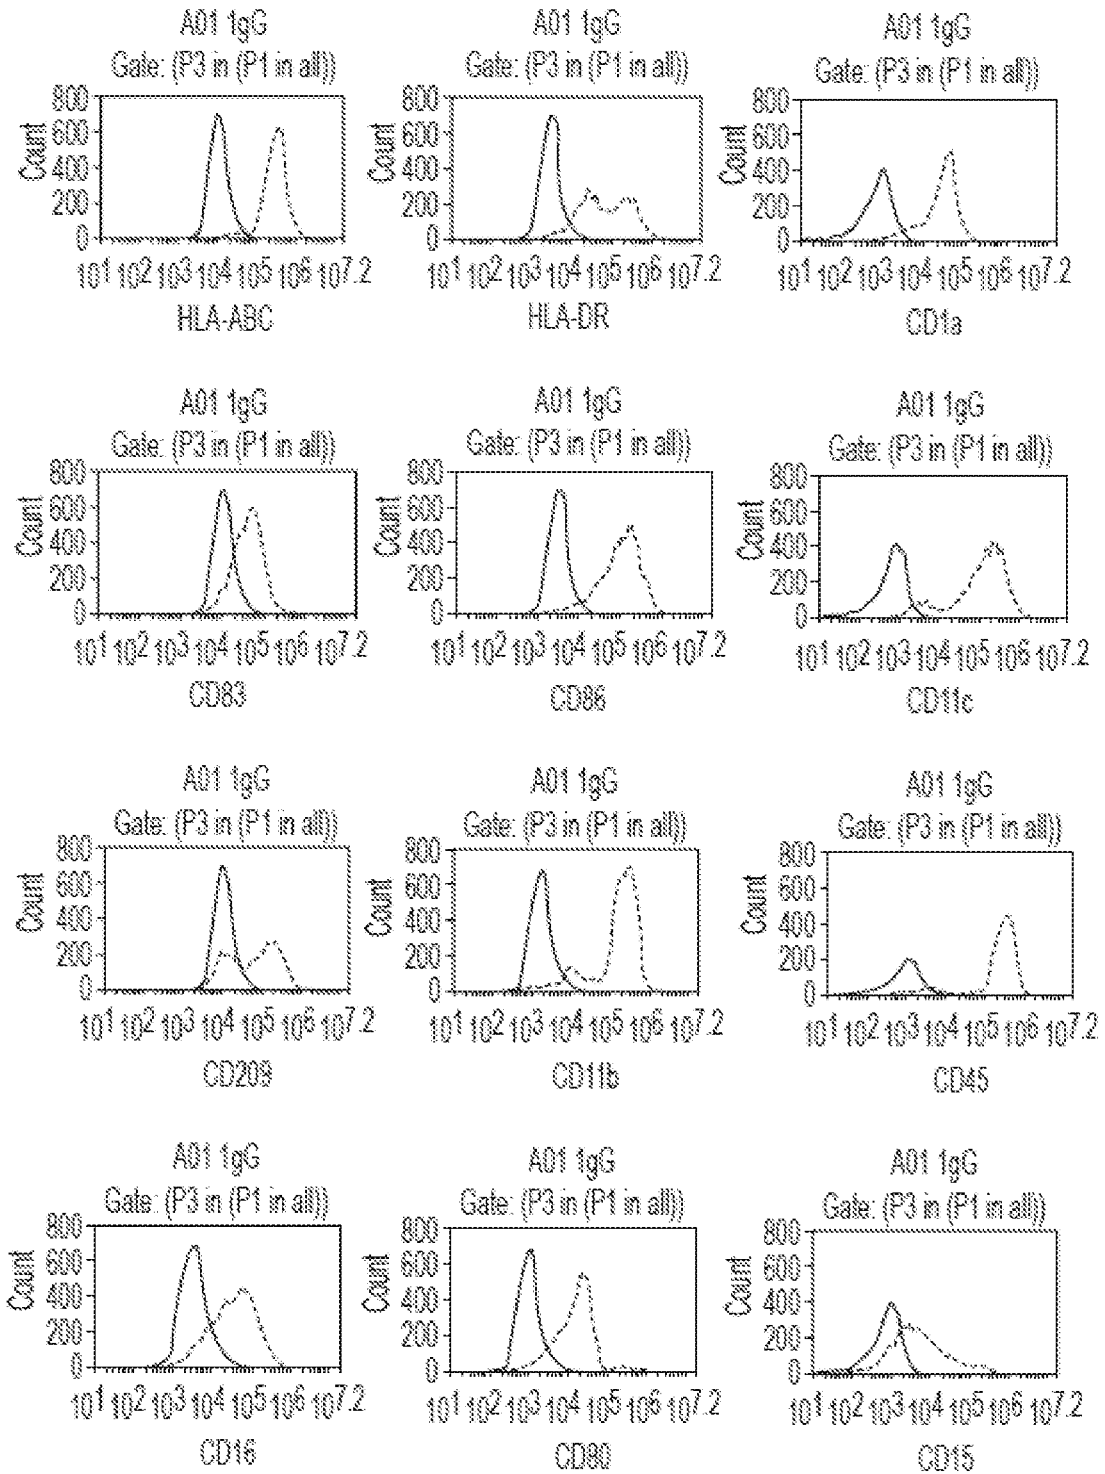 A01 1gG
Gate: (P3 in (P1 in all))
800
600
400
200
0
Count
10¹ 10² 10³ 10⁴ 10⁵ 10⁶ 10⁷.²
HLA-ABC
A01 1gG
Gate: (P3 in (P1 in all))
800
600
400
200
0
Count
10¹ 10² 10³ 10⁴ 10⁵ 10⁶ 10⁷.²
HLA-DR
A01 1gG
Gate: (P3 in (P1 in all))
800
600
400
200
0
Count
10¹ 10² 10³ 10⁴ 10⁵ 10⁶ 10⁷.²
CD1a
A01 1gG
Gate: (P3 in (P1 in all))
800
600
400
200
0
Count
10¹ 10² 10³ 10⁴ 10⁵ 10⁶ 10⁷.²
CD83
A01 1gG
Gate: (P3 in (P1 in all))
800
600
400
200
0
Count
10¹ 10² 10³ 10⁴ 10⁵ 10⁶ 10⁷.²
CD86
A01 1gG
Gate: (P3 in (P1 in all))
800
600
400
200
0
Count
10¹ 10² 10³ 10⁴ 10⁵ 10⁶ 10⁷.²
CD11c
A01 1gG
Gate: (P3 in (P1 in all))
800
600
400
200
0
Count
10¹ 10² 10³ 10⁴ 10⁵ 10⁶ 10⁷.²
CD209
A01 1gG
Gate: (P3 in (P1 in all))
800
600
400
200
0
Count
10¹ 10² 10³ 10⁴ 10⁵ 10⁶ 10⁷.²
CD11b
A01 1gG
Gate: (P3 in (P1 in all))
800
600
400
200
0
Count
10¹ 10² 10³ 10⁴ 10⁵ 10⁶ 10⁷.²
CD45
A01 1gG
Gate: (P3 in (P1 in all))
800
600
400
200
0
Count
10¹ 10² 10³ 10⁴ 10⁵ 10⁶ 10⁷.²
CD16
A01 1gG
Gate: (P3 in (P1 in all))
800
600
400
200
0
Count
10¹ 10² 10³ 10⁴ 10⁵ 10⁶ 10⁷.²
CD80
A01 1gG
Gate: (P3 in (P1 in all))
800
600
400
200
0
Count
10¹ 10² 10³ 10⁴ 10⁵ 10⁶ 10⁷.²
CD15